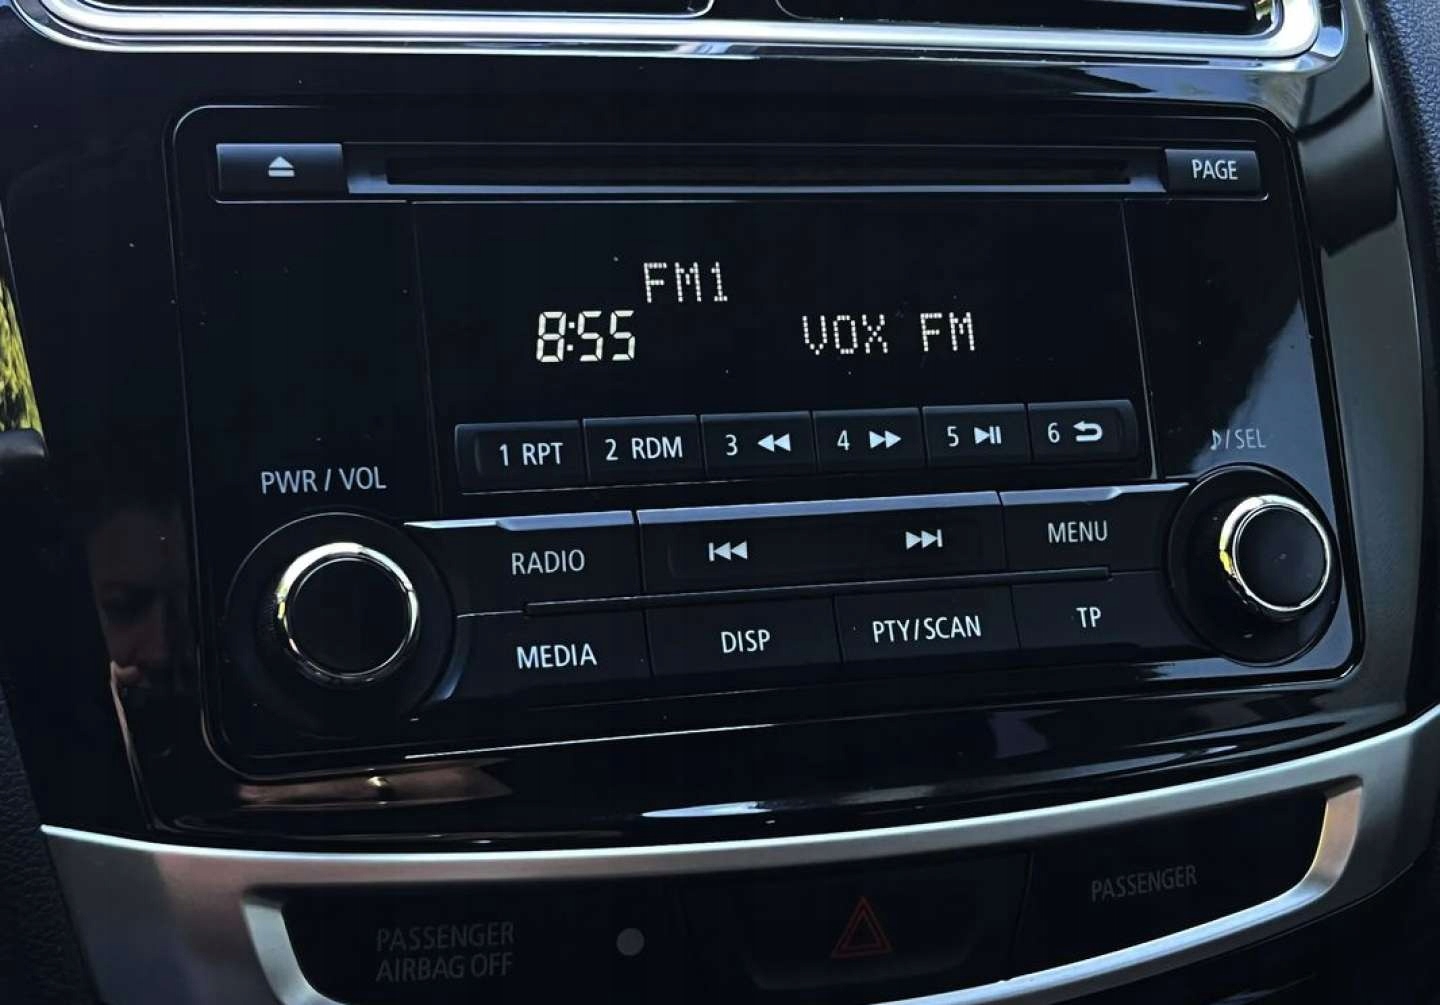 PAGE
FM1
8:55 VOX FM
1 RPT 2 RDM 3 4 5 6
PWR / VOL
/ SEL
RADIO MENU
MEDIA DISP PTY/SCAN TP
PASSENGER
AIRBAG OFF
PASSENGER